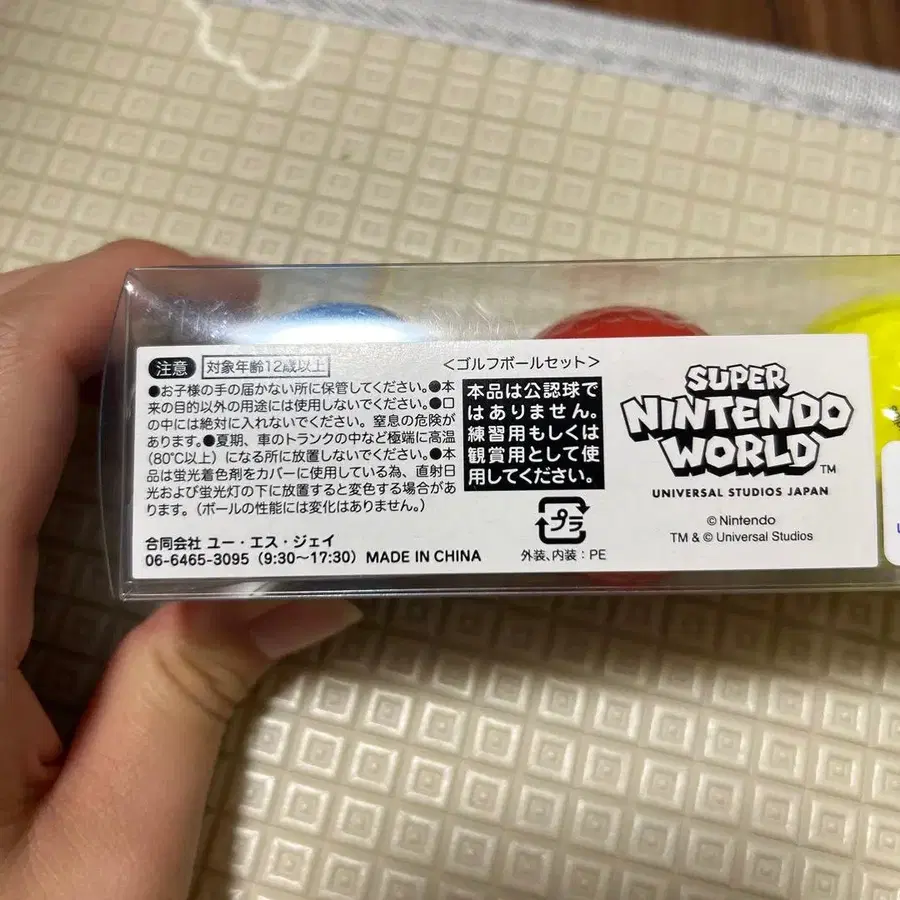 注意 対象年齢12歳以上
<ゴルフボールセット>
●お子様の手の届かない所に保管してください。●本
来の目的以外の用途には使用しないでください。●口
の中には絶対に入れないでください。窒息の危険が
あります。●夏期、車のトランクの中など極端に高温
(80℃以上)になる所に放置しないでください。●本
品は蛍光着色剤をカバーに使用している為、直射日
光および蛍光灯の下に放置すると変色する場合があ
ります。(ボールの性能には変化はありません。)
合同会社 ユー・エス・ジェイ
06-6465-3095(9:30~17:30) MADE IN CHINA
本品は公認球で
はありません。
練習用もしくは
観賞用として使
用してください。
プラ
外装、内装:PE
SUPER
NINTENDO
WORLD™
UNIVERSAL STUDIOS JAPAN
© Nintendo
TM & © Universal Studios